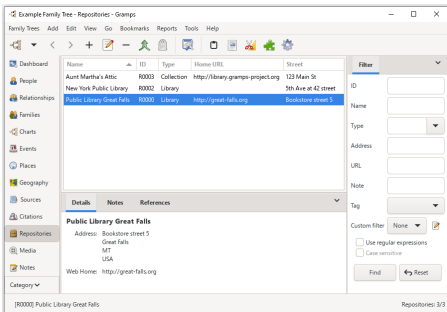 Example Family Tree - Repositories - Gramps
Family Trees Add Edit View Go Bookmarks Reports Tools Help
Dashboard
People
Relationships
Families
Charts
Events
Places
Geography
Sources
Citations
Repositories
Media
Notes
Category
Name ID Type Home URL Street
Aunt Martha's Attic R0003 Collection http://library.gramps-project.org 123 Main St
New York Public Library R0002 Library 5th Ave at 42 street
Public Library Great Falls R0000 Library http://great-falls.org Bookstore street 5
Details Notes References
Public Library Great Falls
Address: Bookstore street 5
Great Falls
MT
USA
Web Home: http://great-falls.org
Filter
ID
Name
Type
Address
URL
Note
Tag
Custom filter None
Use regular expressions
Case sensitive
Find Reset
[R0000] Public Library Great Falls
Repositories: 3/3